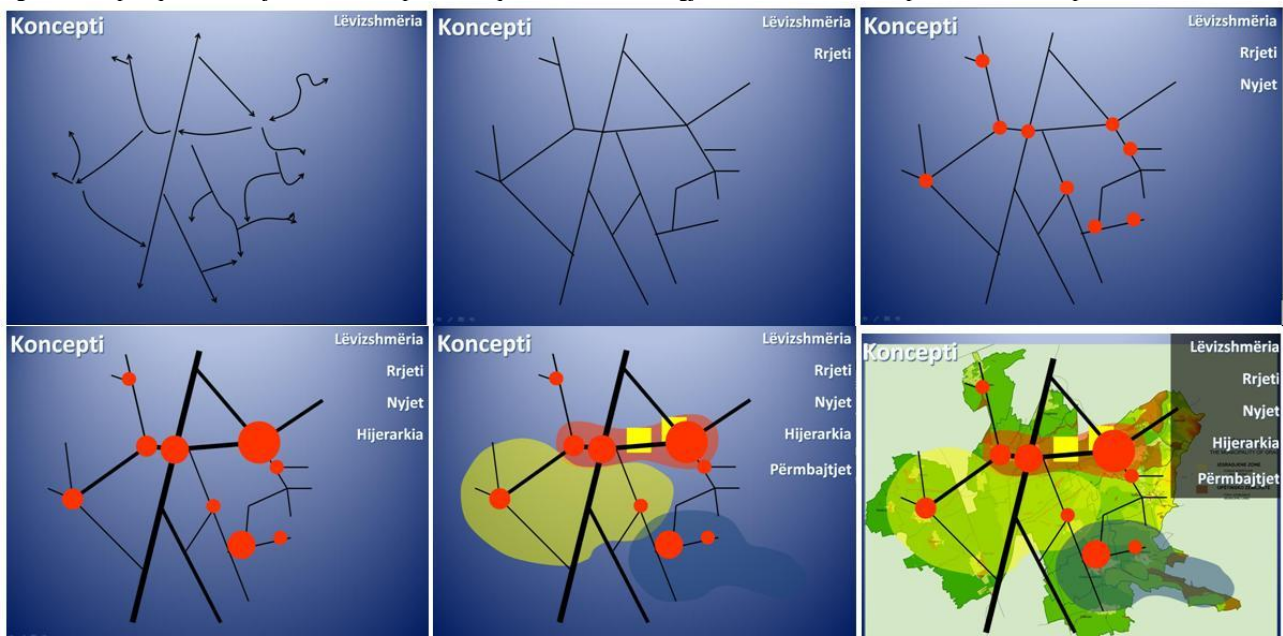 Koncepti
Lëvizshmëria
Koncepti
Lëvizshmëria
Rrjeti
Koncepti
Lëvizshmëria
Rrjeti
Nyjet
Koncepti
Lëvizshmëria
Rrjeti
Nyjet
Hijerarkia
Koncepti
Lëvizshmëria
Rrjeti
Nyjet
Hijerarkia
Përmbajtjet
Koncepti
Lëvizshmëria
Rrjeti
Nyjet
Hijerarkia
Përmbajtjet